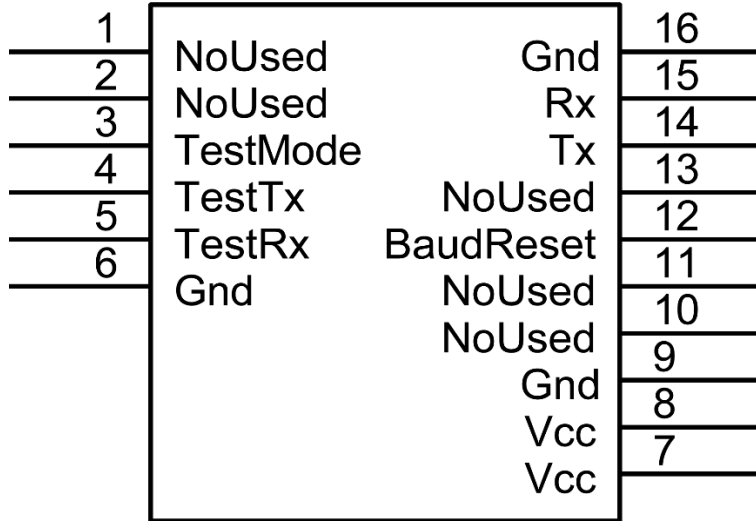 1 NoUsed Gnd 16
2 NoUsed Rx 15
3 TestMode Tx 14
4 TestTx NoUsed 13
5 TestRx BaudReset 12
6 Gnd NoUsed 11
NoUsed 10
Gnd 9
Vcc 8
Vcc 7